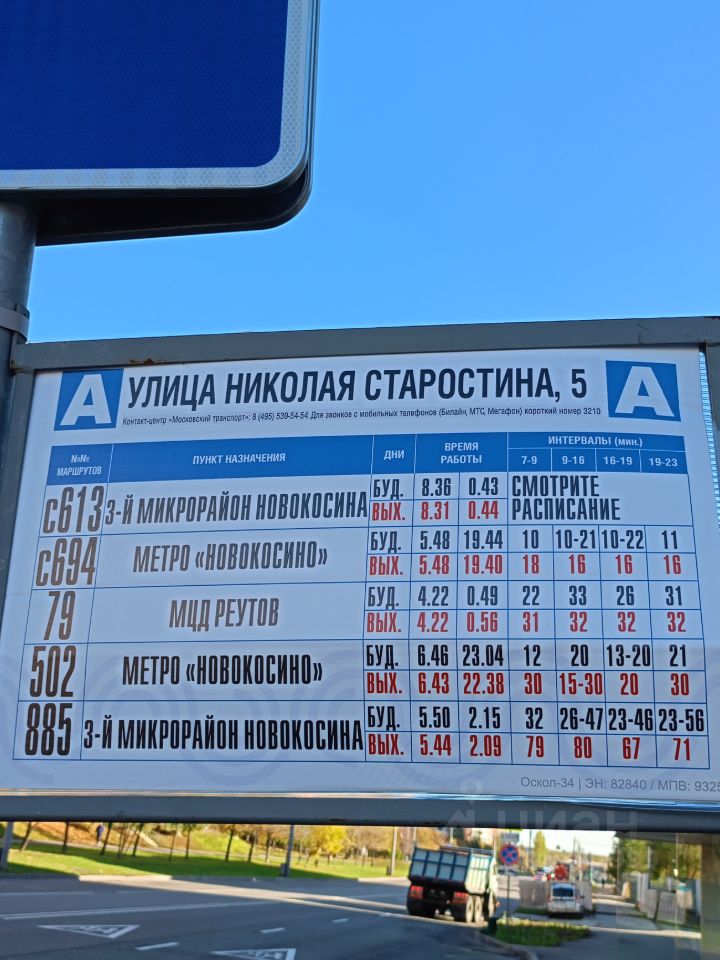 А УЛИЦА НИКОЛАЯ СТАРОСТИНА, 5 А
Контакт-центр «Московский транспорт»: 8 (495) 539-54-54. Для звонков с мобильных телефонов (Билайн, МТС, Мегафон) короткий номер 3210
№№ МАРШРУТОВ ПУНКТ НАЗНАЧЕНИЯ ДНИ ВРЕМЯ РАБОТЫ ИНТЕРВАЛЫ (мин.)
7-9 9-16 16-19 19-23
с613 3-Й МИКРОРАЙОН НОВОКОСИНА БУД. 8.36 0.43 СМОТРИТЕ РАСПИСАНИЕ
ВЫХ. 8.31 0.44
с694 МЕТРО «НОВОКОСИНО» БУД. 5.48 19.44 10 10-21 10-22 11
ВЫХ. 5.48 19.40 18 16 16 16
79 МЦД РЕУТОВ БУД. 4.22 0.49 22 33 26 31
ВЫХ. 4.22 0.56 31 32 32 32
502 МЕТРО «НОВОКОСИНО» БУД. 6.46 23.04 12 20 13-20 21
ВЫХ. 6.43 22.38 30 15-30 20 30
885 3-Й МИКРОРАЙОН НОВОКОСИНА БУД. 5.50 2.15 32 26-47 23-46 23-56
ВЫХ. 5.44 2.09 79 80 67 71
Оскол-34 | ЭН: 82840 / МПВ: 9325
циан